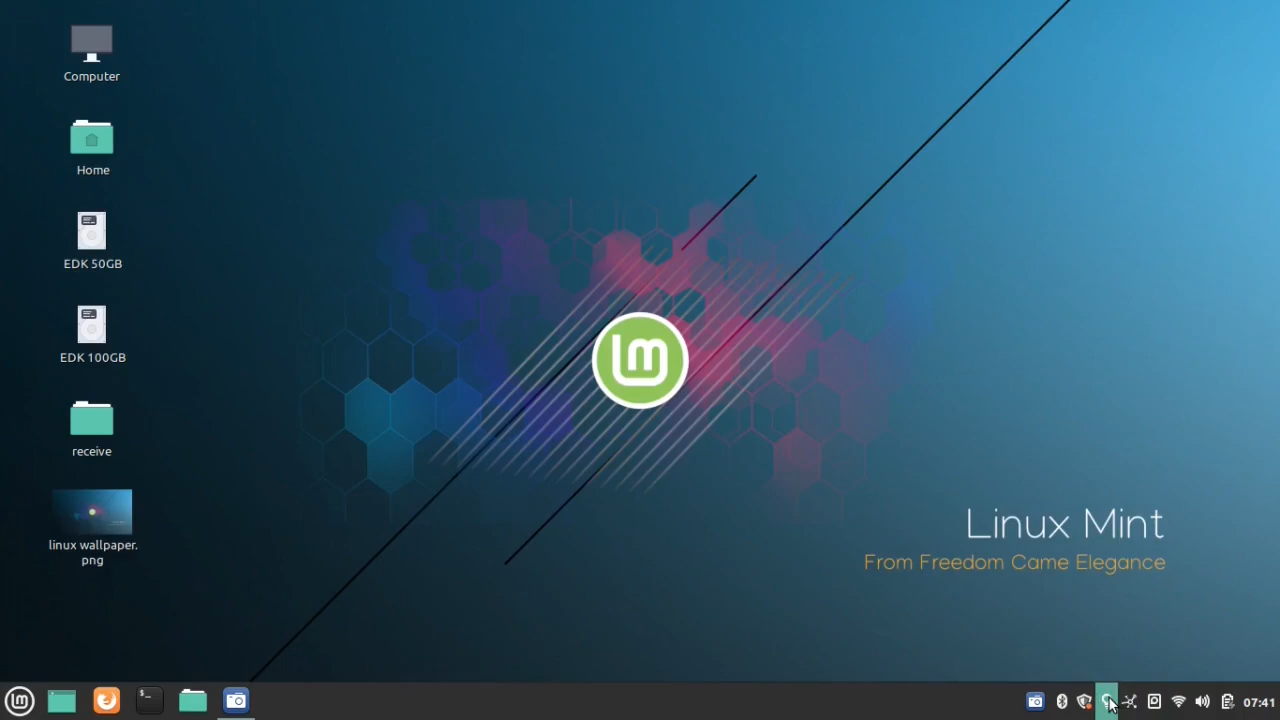 Computer
Home
EDK 50GB
EDK 100GB
receive
linux wallpaper.
png
Linux Mint
From Freedom Came Elegance
07:41